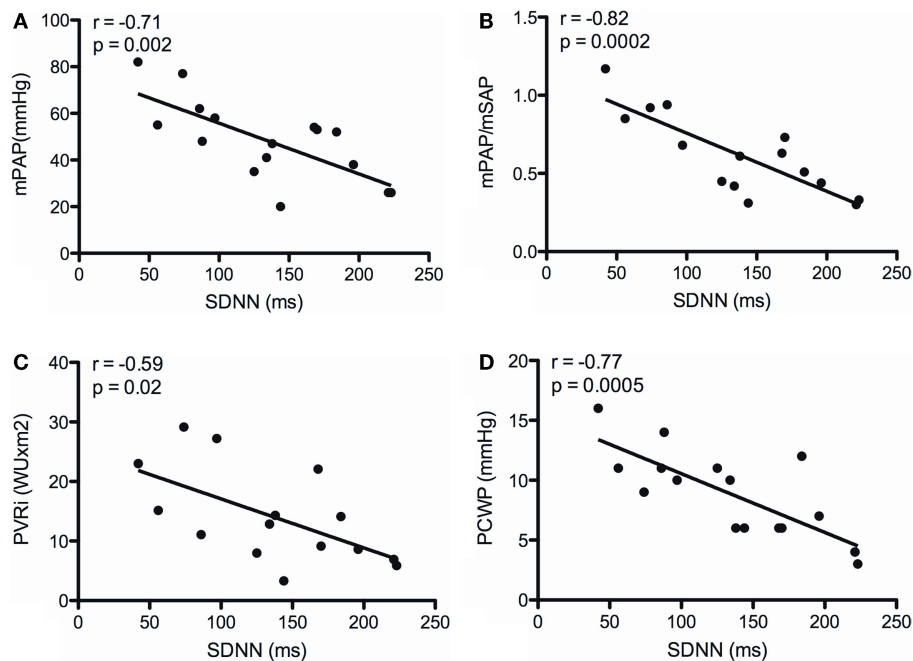 A
r = -0.71
p = 0.002
mPAP(mmHg)
100
80
60
40
20
0
0 50 100 150 200 250
SDNN (ms)
B
r = -0.82
p = 0.0002
mPAP/mSAP
1.5
1.0
0.5
0.0
0 50 100 150 200 250
SDNN (ms)
C
r = -0.59
p = 0.02
PVRi (WUxm2)
40
30
20
10
0
0 50 100 150 200 250
SDNN (ms)
D
r = -0.77
p = 0.0005
PCWP (mmHg)
20
15
10
5
0
0 50 100 150 200 250
SDNN (ms)